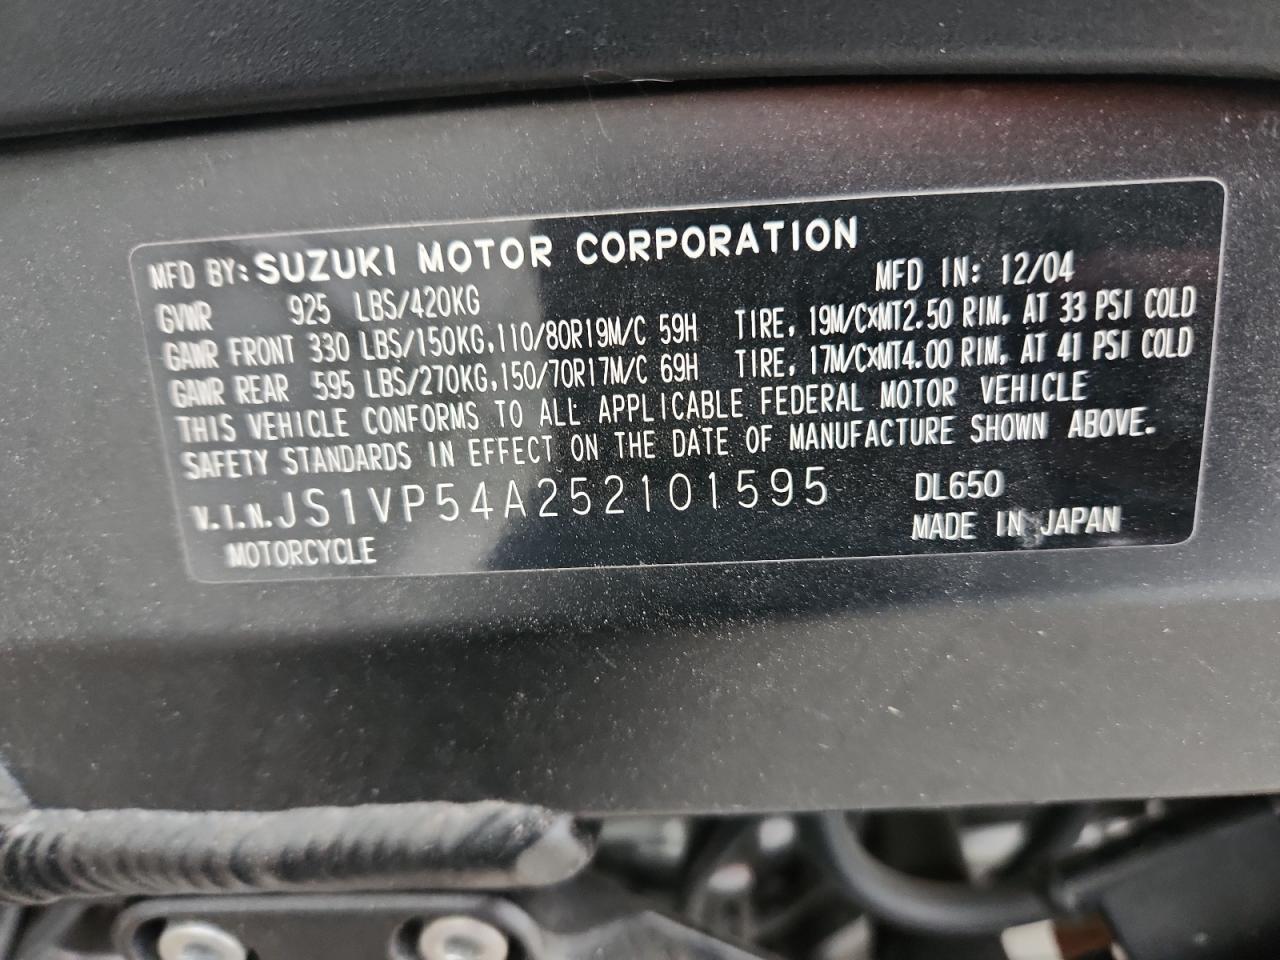 MFD BY: SUZUKI MOTOR CORPORATION
MFD IN: 12/04
GVWR 925 LBS/420KG
GAWR FRONT 330 LBS/150KG, 110/80R19M/C 59H TIRE, 19M/C×MT2.50 RIM, AT 33 PSI COLD
GAWR REAR 595 LBS/270KG, 150/70R17M/C 69H TIRE, 17M/C×MT4.00 RIM, AT 41 PSI COLD
THIS VEHICLE CONFORMS TO ALL APPLICABLE FEDERAL MOTOR VEHICLE
SAFETY STANDARDS IN EFFECT ON THE DATE OF MANUFACTURE SHOWN ABOVE.
V.I.N. JS1VP54A252101595 DL650
MOTORCYCLE MADE IN JAPAN